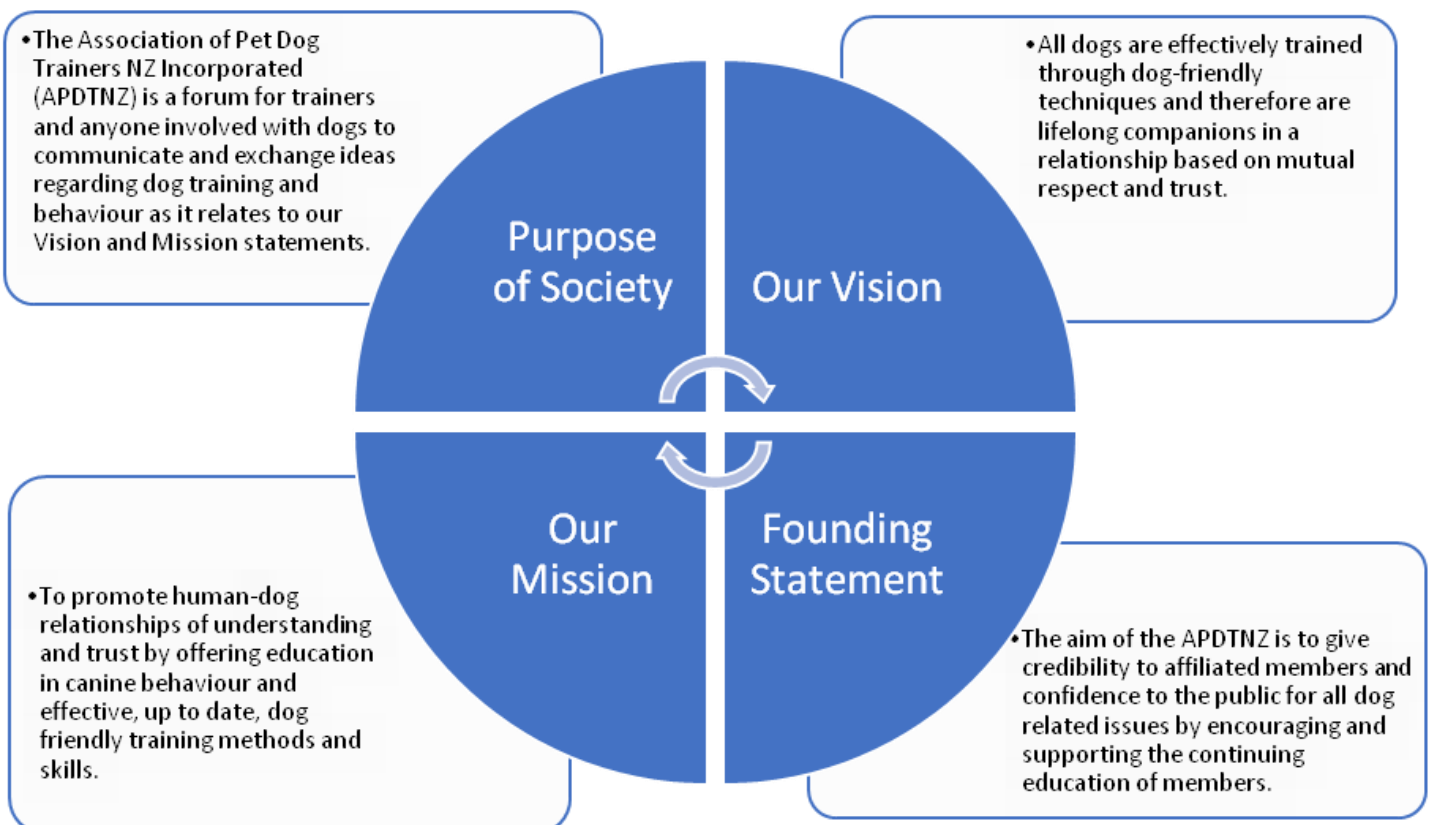 •The Association of Pet Dog
Trainers NZ Incorporated
(APDTNZ) is a forum for trainers
and anyone involved with dogs to
communicate and exchange ideas
regarding dog training and
behaviour as it relates to our
Vision and Mission statements.
Purpose
of Society
•All dogs are effectively trained
through dog-friendly
techniques and therefore are
lifelong companions in a
relationship based on mutual
respect and trust.
Our Vision
Our
Mission
•To promote human-dog
relationships of understanding
and trust by offering education
in canine behaviour and
effective, up to date, dog
friendly training methods and
skills.
Founding
Statement
•The aim of the APDTNZ is to give
credibility to affiliated members and
confidence to the public for all dog
related issues by encouraging and
supporting the continuing
education of members.